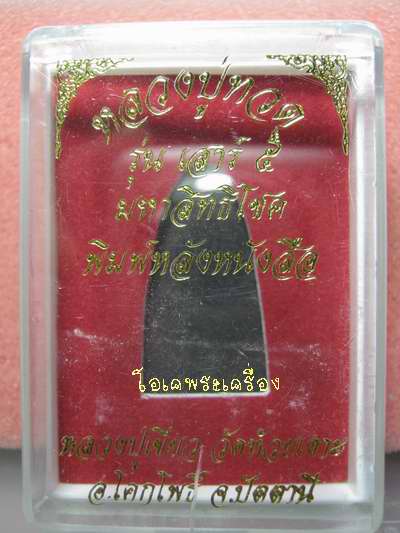 หลวงปู่ทวด
รุ่น เสาร์ ๕
มหาสิทธิโชค
พิมพ์หลังหนังสือ
โอเคพระเครื่อง
หลวงปู่เขียว วัดห้วยเงาะ
อ.โคกโพธิ์ จ.ปัตตานี